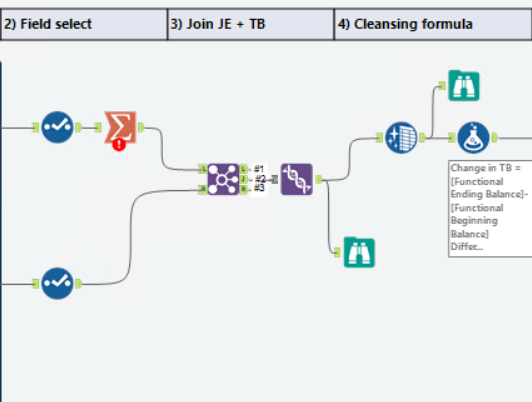 2) Field select
3) Join JE + TB
4) Cleansing formula
L
R
L
J
R
#1
#2
#3
Change in TB =
[Functional
Ending Balance]-
[Functional
Beginning
Balance]
Differ...